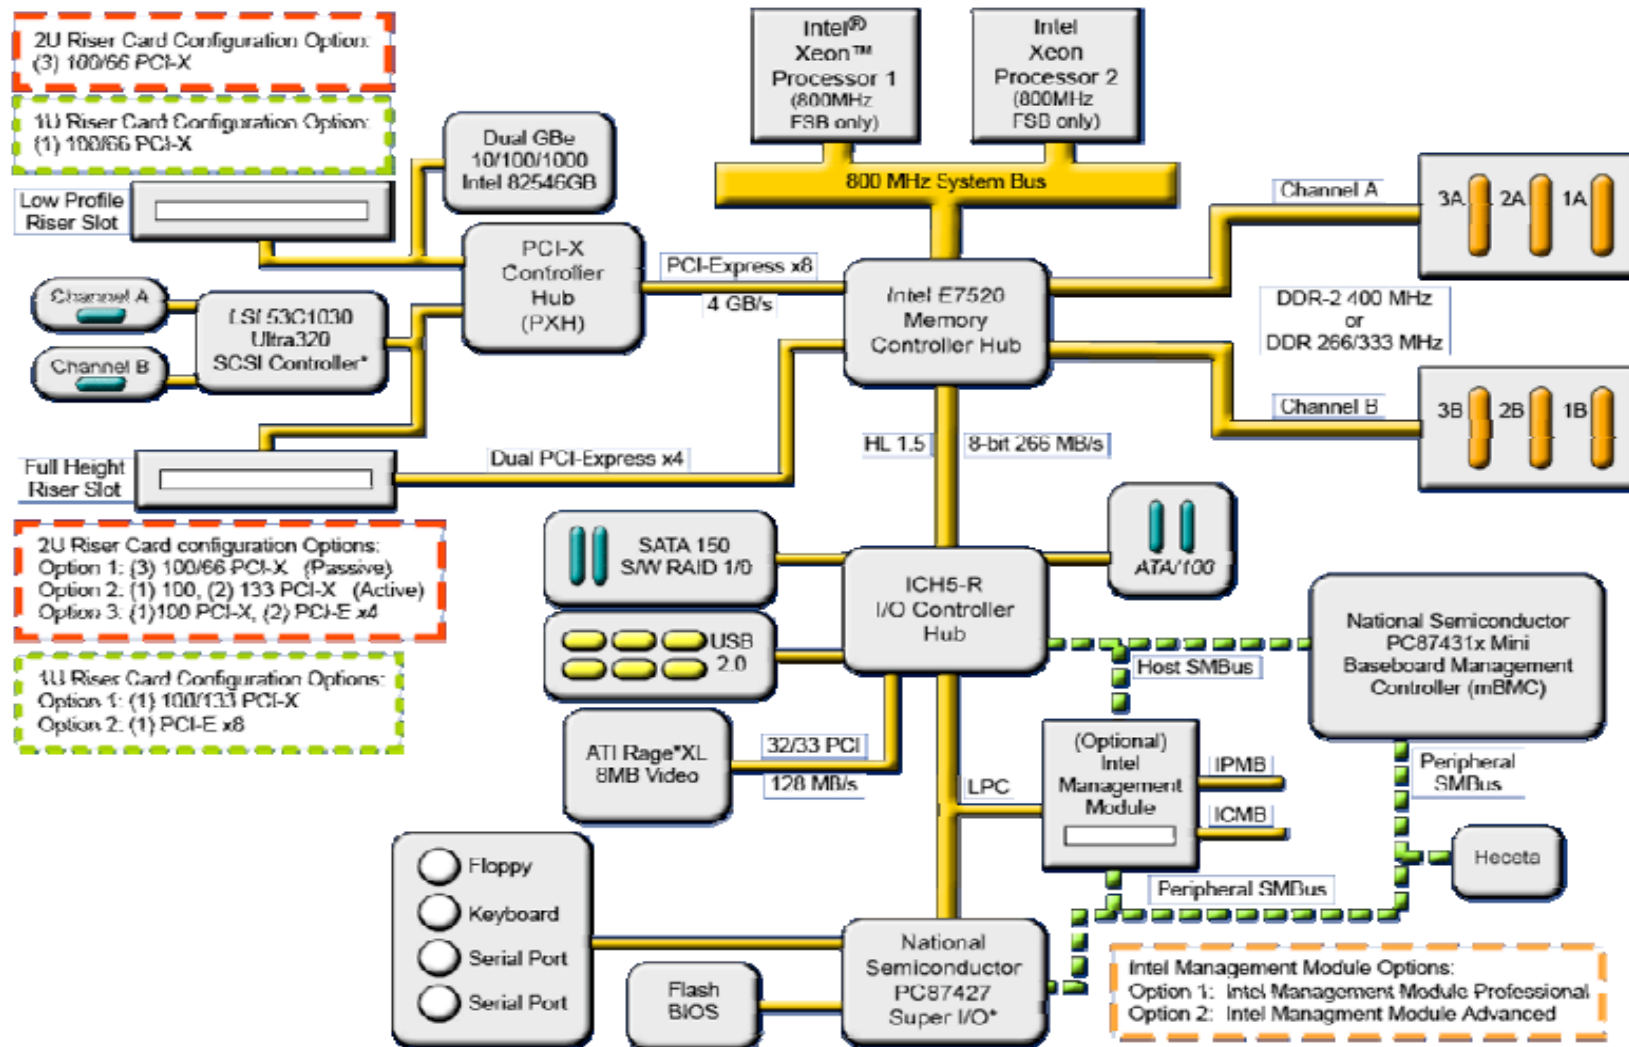 2U Riser Card Configuration Option:
(3) 100/66 PCI-X
1U Riser Card Configuration Option:
(1) 100/66 PCI-X
Low Profile
Riser Slot
Dual GBe
10/100/1000
Intel 82546GB
Intel®
Xeon™
Processor 1
(800MHz
FSB only)
Intel
Xeon
Processor 2
(800MHz
FSB only)
800 MHz System Bus
Channel A
3A
2A
1A
PCI-X
Controller
Hub
(PXH)
PCI-Express x8
4 GB/s
Intel E7520
Memory
Controller Hub
DDR-2 400 MHz
or
DDR 266/333 MHz
Channel A
Channel B
LSI 53C1030
Ultra320
SCSI Controller*
Channel B
3B
2B
1B
HL 1.5
8-bit 266 MB/s
Full Height
Riser Slot
Dual PCI-Express x4
2U Riser Card configuration Options:
Option 1: (3) 100/66 PCI-X (Passive)
Option 2: (1) 100, (2) 133 PCI-X (Active)
Option 3: (1)100 PCI-X, (2) PCI-E x4
1U Riser Card Configuration Options:
Option 1: (1) 100/133 PCI-X
Option 2: (1) PCI-E x8
SATA 150
S/W RAID 1/0
ICH5-R
I/O Controller
Hub
ATA/100
USB
2.0
Host SMBus
National Semiconductor
PC87431x Mini
Baseboard Management
Controller (mBMC)
ATI Rage*XL
8MB Video
32/33 PCI
128 MB/s
LPC
(Optional)
Intel
Management
Module
IPMB
ICMB
Peripheral
SMBus
Heceta
Peripheral SMBus
Floppy
Keyboard
Serial Port
Serial Port
Flash
BIOS
National
Semiconductor
PC87427
Super I/O*
Intel Management Module Options:
Option 1: Intel Management Module Professional
Option 2: Intel Managment Module Advanced